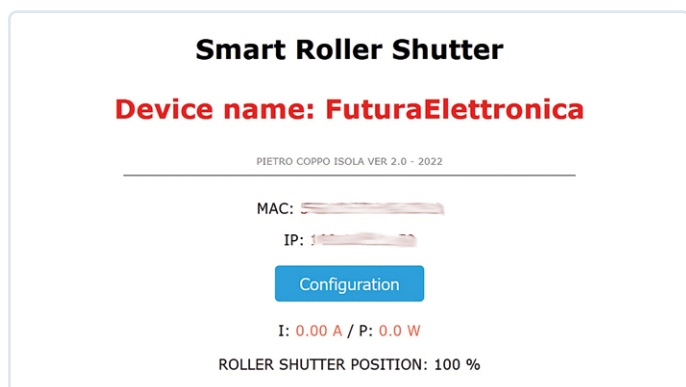 Smart Roller Shutter
Device name: FuturaElettronica
PIETRO COPPO ISOLA VER 2.0 - 2022
MAC:
IP:
Configuration
I: 0.00 A / P: 0.0 W
ROLLER SHUTTER POSITION: 100 %